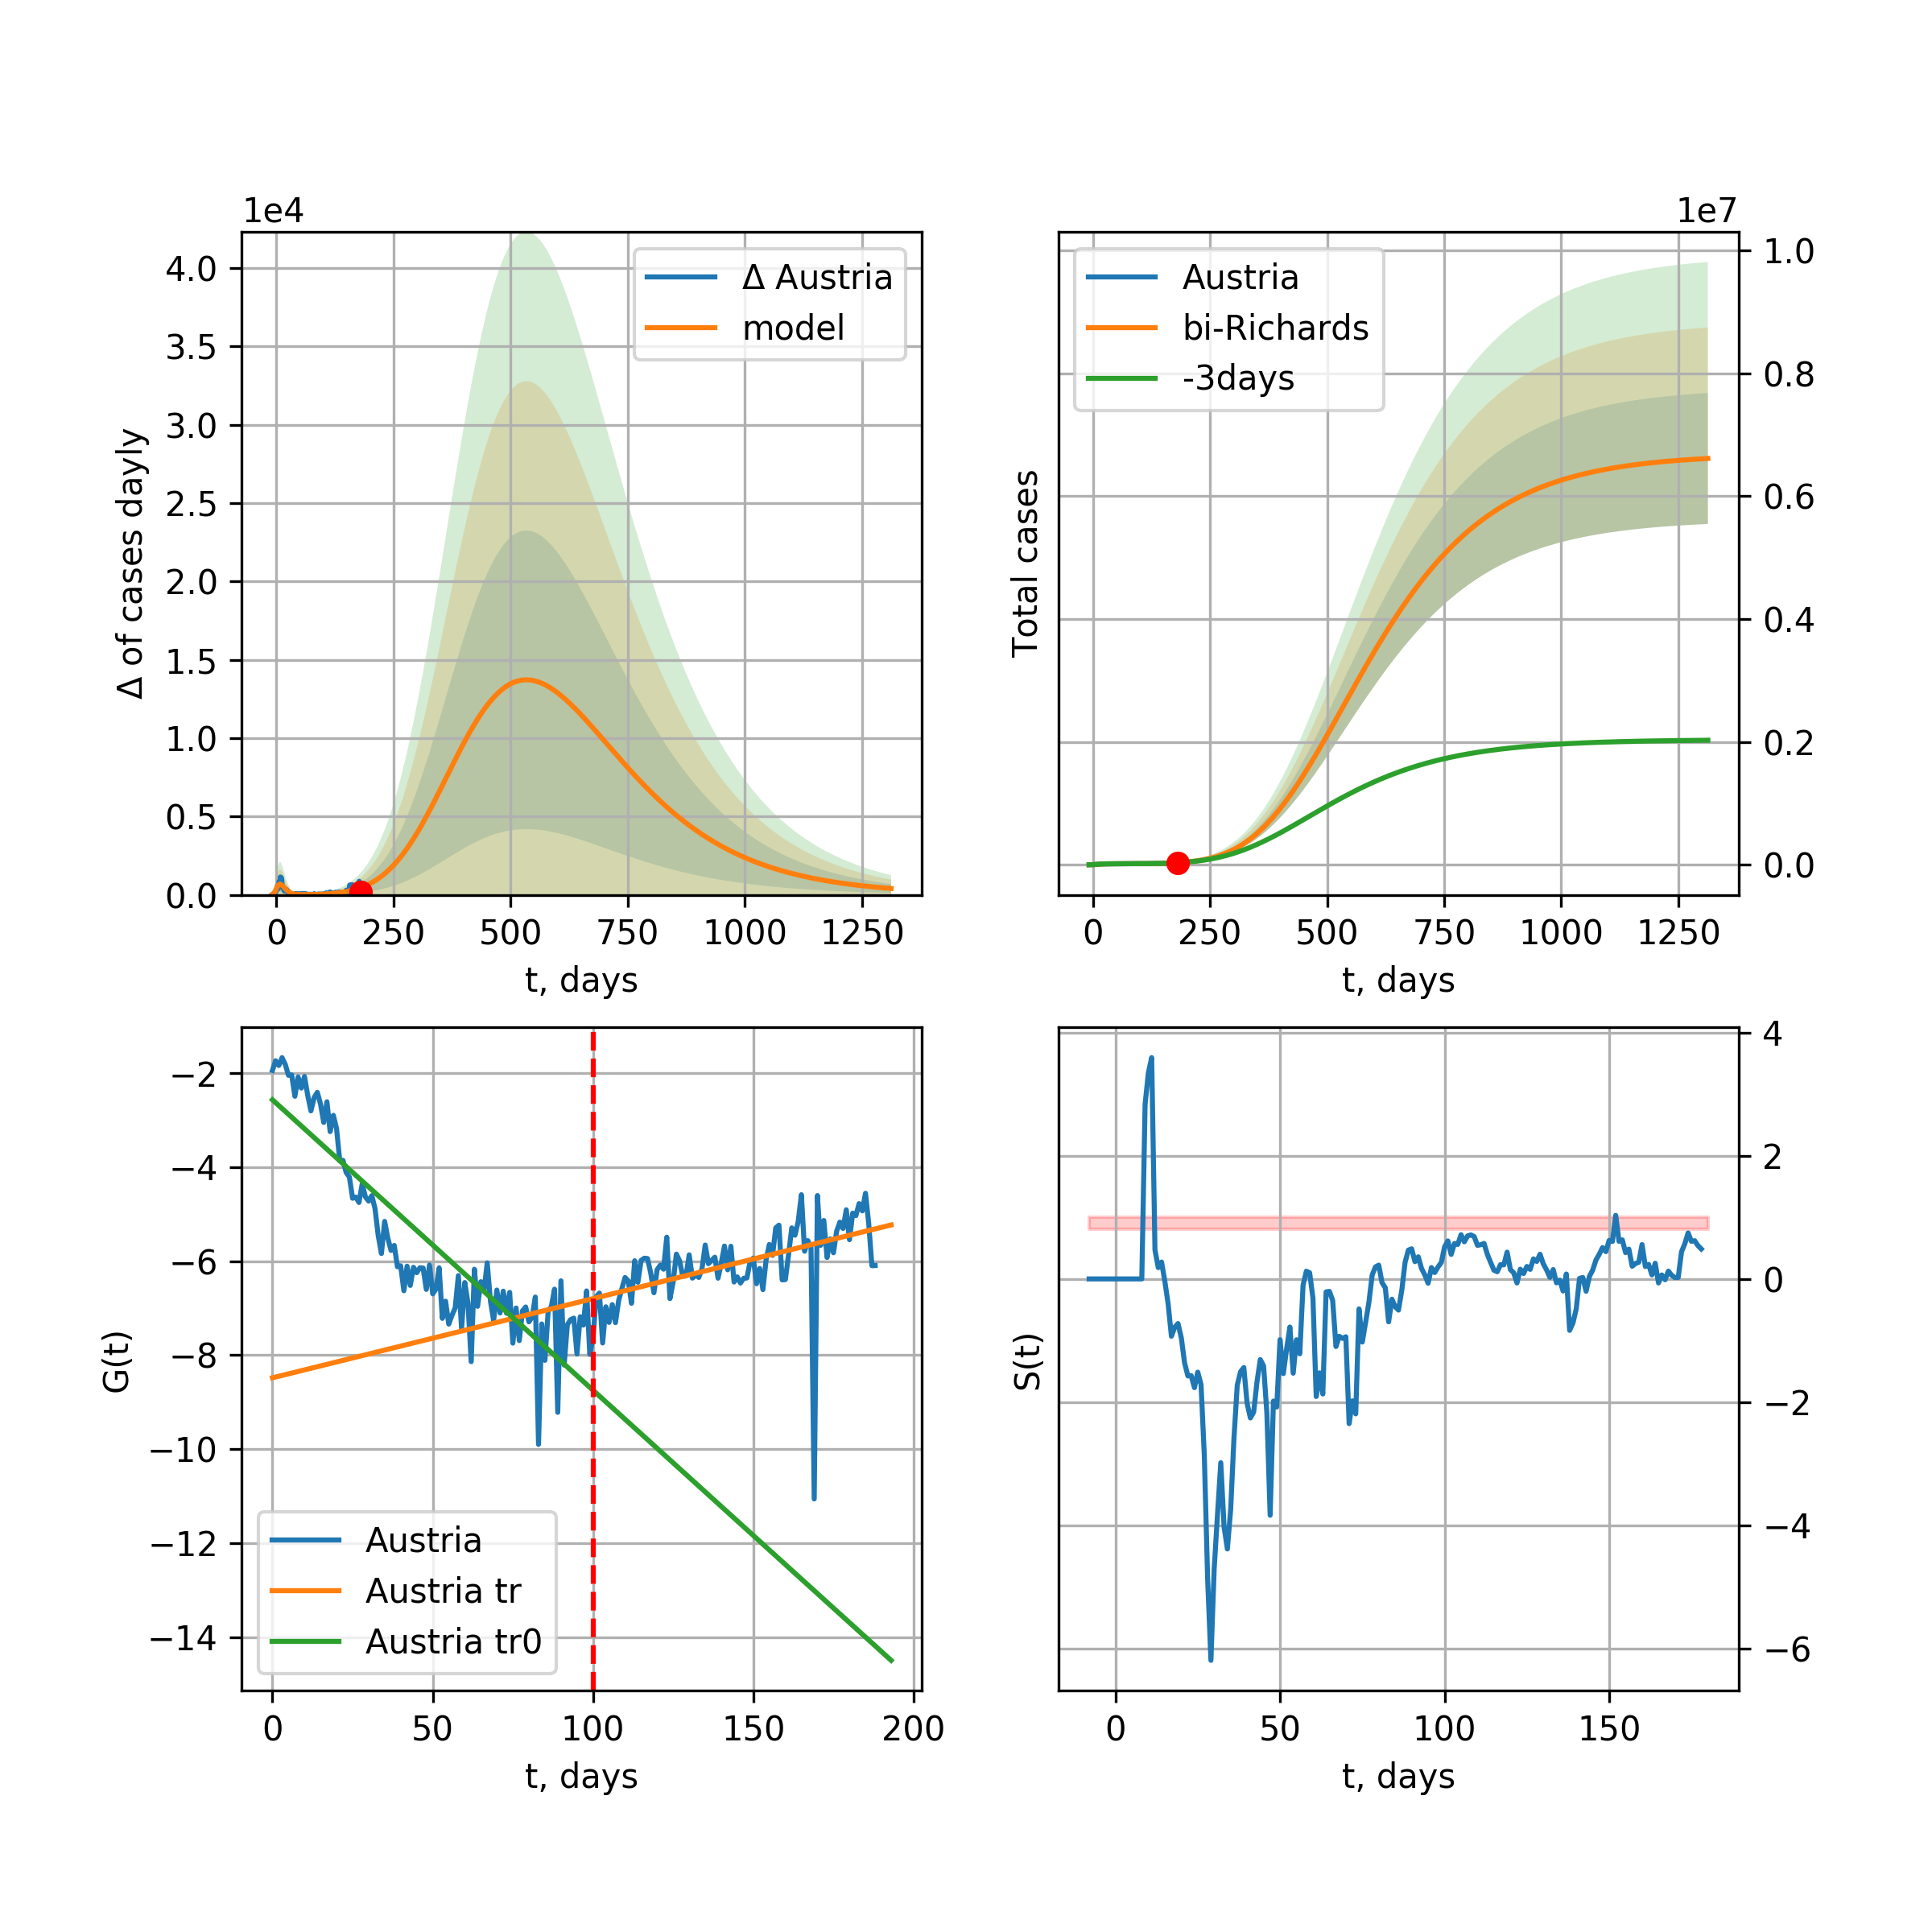 1e4
4.0
3.5
3.0
2.5
2.0
1.5
1.0
0.5
0.0
Δ of cases dayly
Δ Austria
model
0 250 500 750 1000 1250
t, days
1e7
1.0
0.8
0.6
0.4
0.2
0.0
Total cases
Austria
bi-Richards
-3days
0 250 500 750 1000 1250
t, days
−2
−4
−6
−8
−10
−12
−14
G(t)
Austria
Austria tr
Austria tr0
0 50 100 150 200
t, days
4
2
0
−2
−4
−6
S(t)
0 50 100 150
t, days